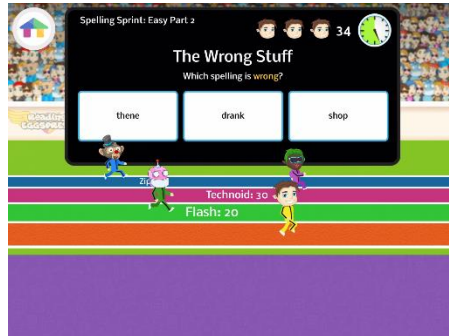 Spelling Sprint: Easy Part 2
34
The Wrong Stuff
Which spelling is wrong?
thene
drank
shop
Zip
Technoid: 30
Flash: 20